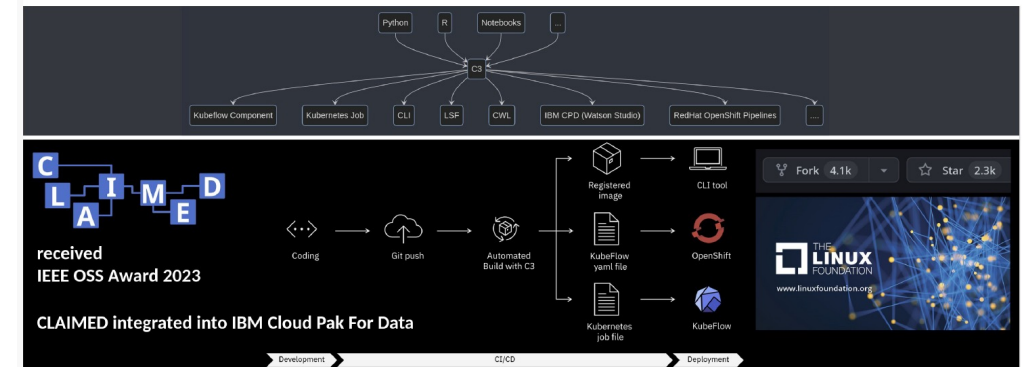 Python
R
Notebooks
...
C3
Kubeflow Component
Kubernetes Job
CLI
LSF
CWL
IBM CPD (Watson Studio)
RedHat OpenShift Pipelines
....
CLAIMED
received
IEEE OSS Award 2023
CLAIMED integrated into IBM Cloud Pak For Data
Coding
Git push
Automated
Build with C3
Registered
image
CLI tool
KubeFlow
yaml file
OpenShift
Kubernetes
job file
KubeFlow
Development
CI/CD
Deployment
Fork 4.1k
Star 2.3k
THE
LINUX
FOUNDATION
www.linuxfoundation.org